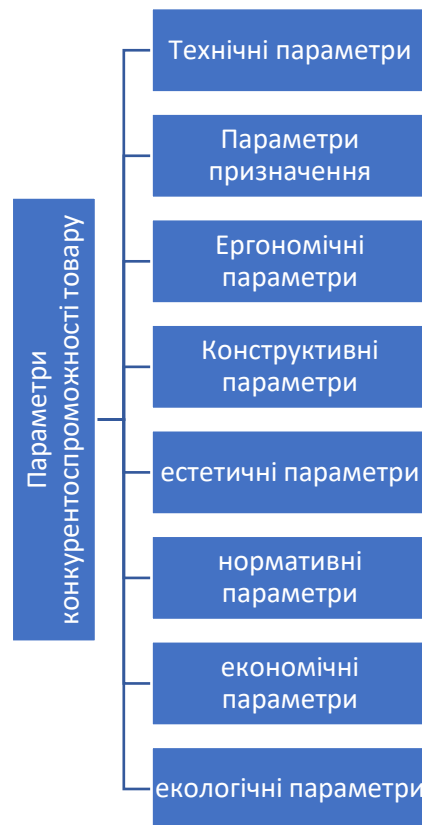 Параметри
конкурентоспроможності товару
Технічні параметри
Параметри
призначення
Ергономічні
параметри
Конструктивні
параметри
естетичні параметри
нормативні
параметри
економічні
параметри
екологічні параметри